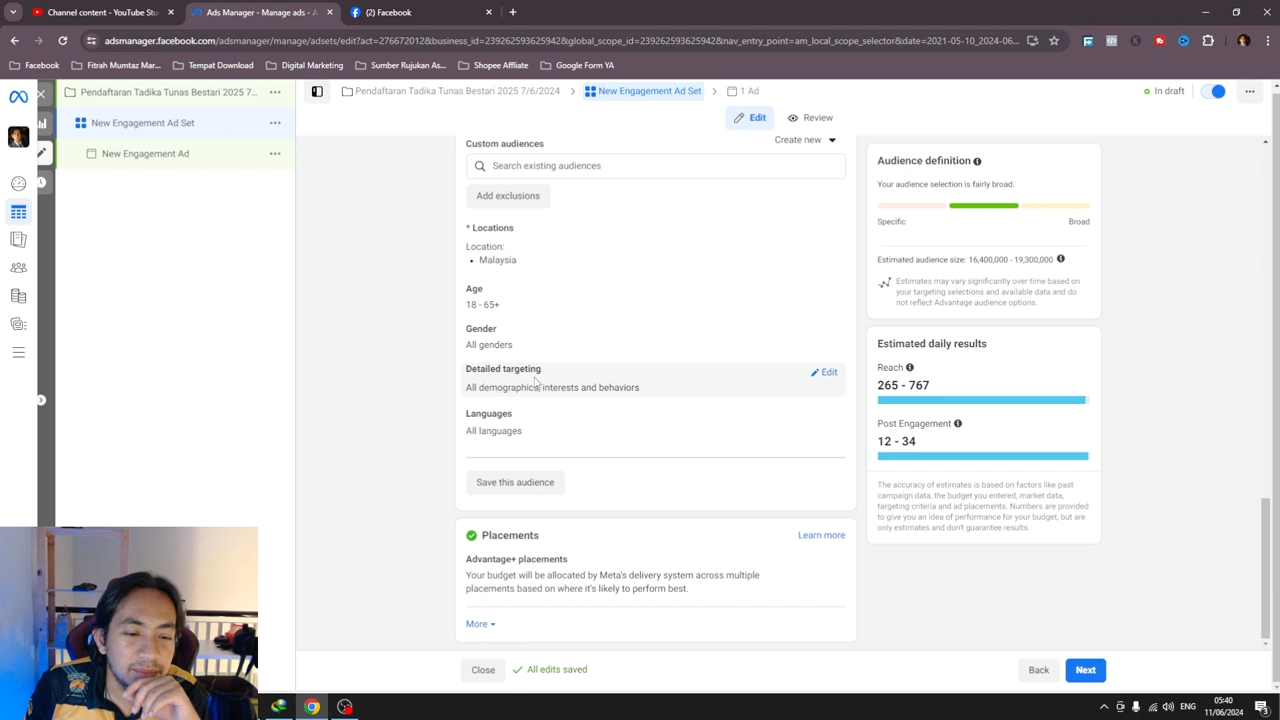 Channel content - YouTube S
Ads Manager - Manage ads - A
(2) Facebook
adsmanager.facebook.com/adsmanager/manage/adsets/edit?act=276672012&business_id=239262593625942&global_scope_id=239262593625942&nav_entry_point=am_local_scope_selector&date=2021-05-10_2024-06...
Facebook
Fitrah Mumtaz Mar...
Digital Marketing
Sumber Rujukan As...
Shopee Affliate
Google Form YA
Pendaftaran Tadika Tunas Bestari 2025 7...
New Engagement Ad Set
New Engagement Ad
Pendaftaran Tadika Tunas Bestari 2025 7/6/2024
New Engagement Ad Set
1 Ad
In draft
Edit
Review
Custom audiences
Create new
Search existing audiences
Add exclusions
* Locations
Location:
• Malaysia
Age
18 - 65+
Gender
All genders
Detailed targeting
Edit
All demographics, interests and behaviors
Languages
All languages
Save this audience
Placements
Learn more
Advantage+ placements
Your budget will be allocated by Meta's delivery system across multiple
placements based on where it's likely to perform best.
More
Audience definition
Your audience selection is fairly broad.
Specific
Broad
Estimated audience size: 16,400,000 - 19,300,000
Estimates may vary significantly over time based on
your targeting selections and available data and do
not reflect Advantage audience options.
Estimated daily results
Reach
265 - 767
Post Engagement
12 - 34
The accuracy of estimates is based on factors like past
campaign data, the budget you entered, market data,
targeting criteria and ad placements. Numbers are provided
to give you an idea of performance for your budget, but are
only estimates and don't guarantee results.
Close
All edits saved
Back
Next
ENG
05:40
11/06/2024
3